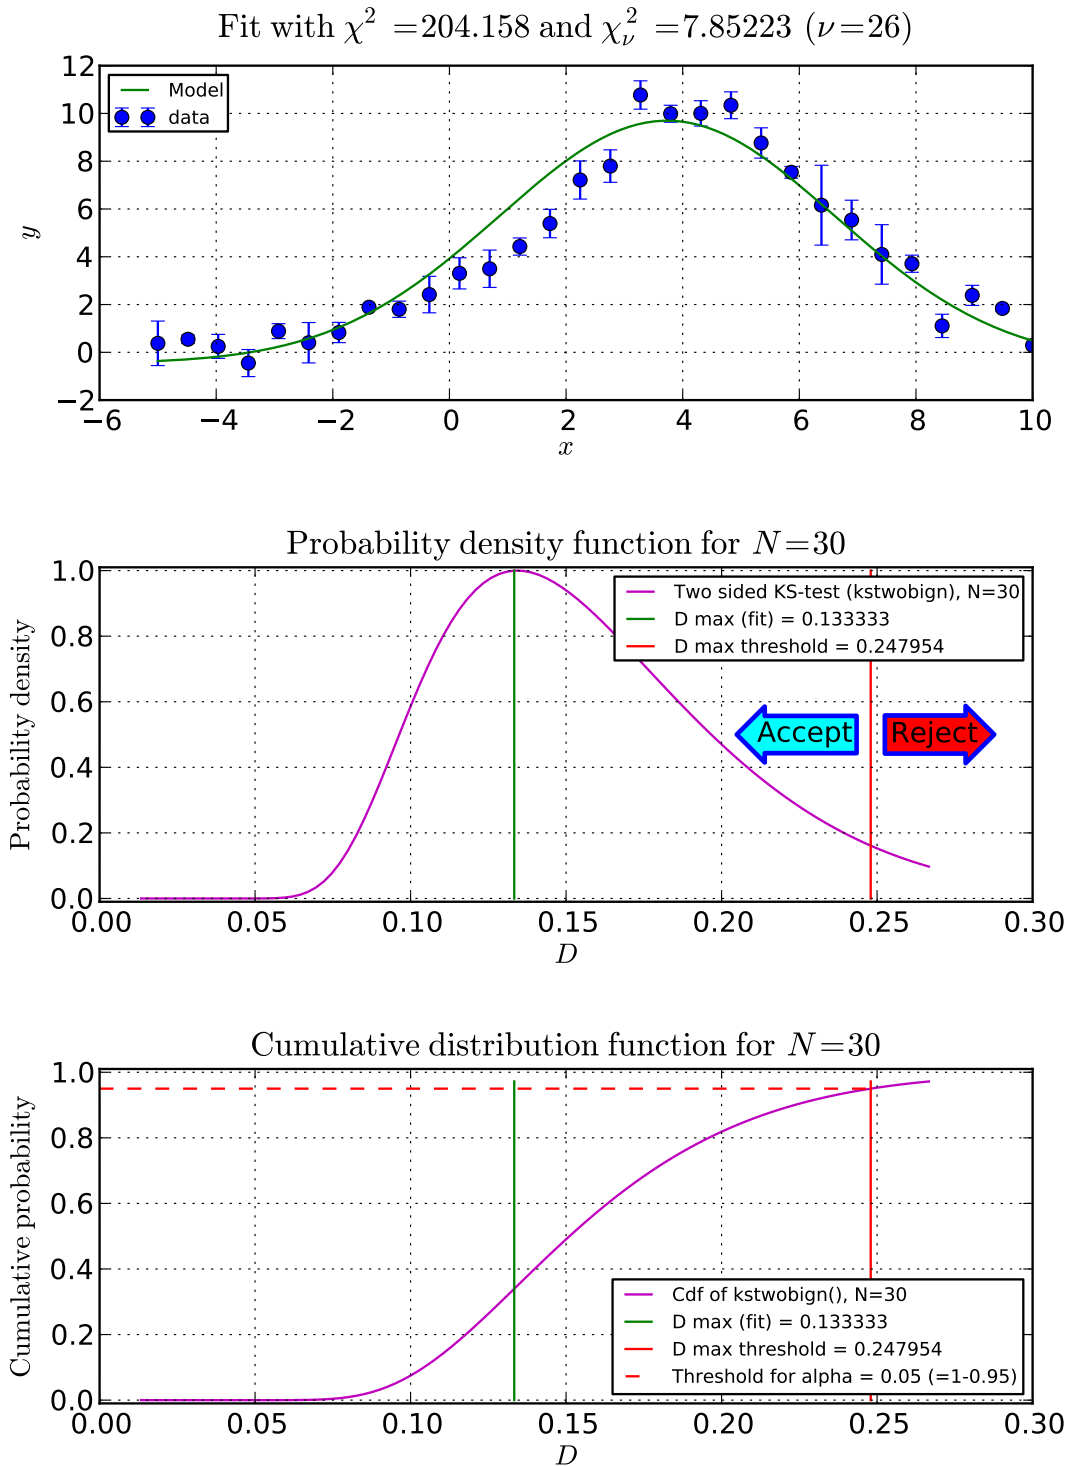 Fit with χ² =204.158 and χ²ᵥ =7.85223 (ν=26)
12
10
8
6
4
2
0
−2
y
Model
data
−6 −4 −2 0 2 4 6 8 10
x
Probability density function for N=30
1.0
0.8
0.6
0.4
0.2
0.0
Probability density
Two sided KS-test (kstwobign), N=30
D max (fit) = 0.133333
D max threshold = 0.247954
Accept Reject
0.00 0.05 0.10 0.15 0.20 0.25 0.30
D
Cumulative distribution function for N=30
1.0
0.8
0.6
0.4
0.2
0.0
Cumulative probability
Cdf of kstwobign(), N=30
D max (fit) = 0.133333
D max threshold = 0.247954
Threshold for alpha = 0.05 (=1-0.95)
0.00 0.05 0.10 0.15 0.20 0.25 0.30
D